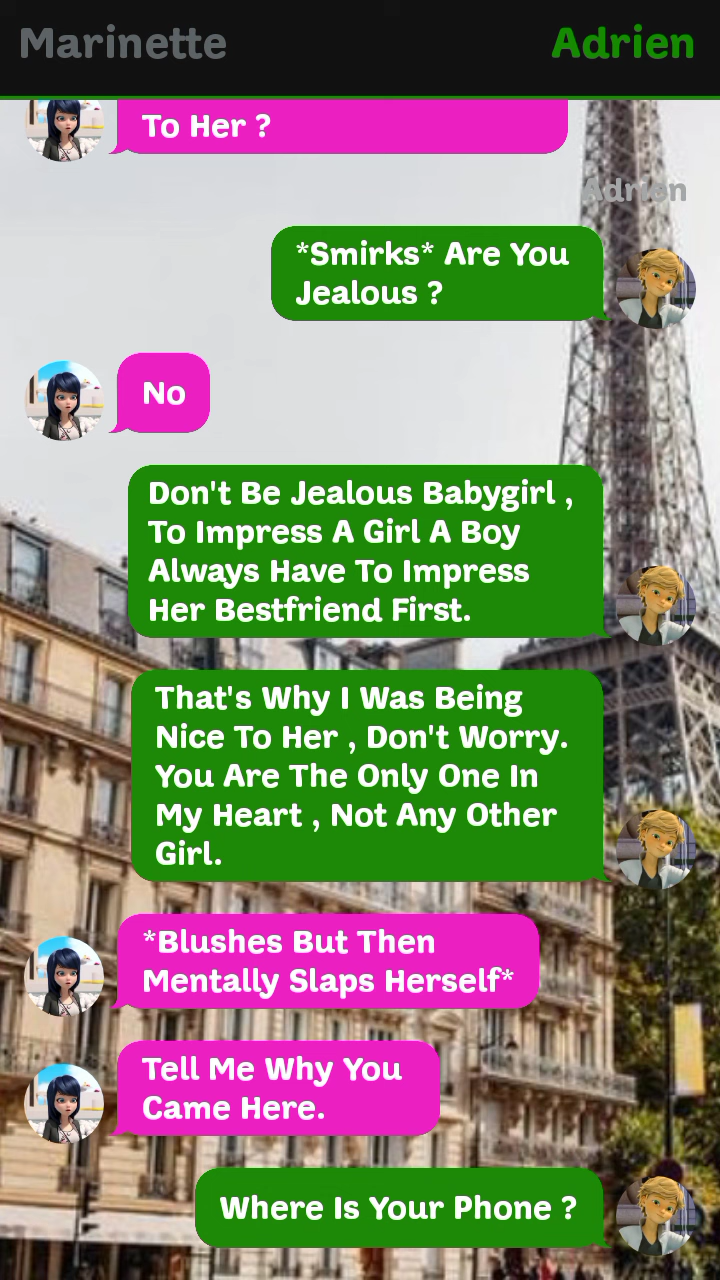 Marinette
Adrien
To Her ?
Adrien
*Smirks* Are You
Jealous ?
No
Don't Be Jealous Babygirl ,
To Impress A Girl A Boy
Always Have To Impress
Her Bestfriend First.
That's Why I Was Being
Nice To Her , Don't Worry.
You Are The Only One In
My Heart , Not Any Other
Girl.
*Blushes But Then
Mentally Slaps Herself*
Tell Me Why You
Came Here.
Where Is Your Phone ?